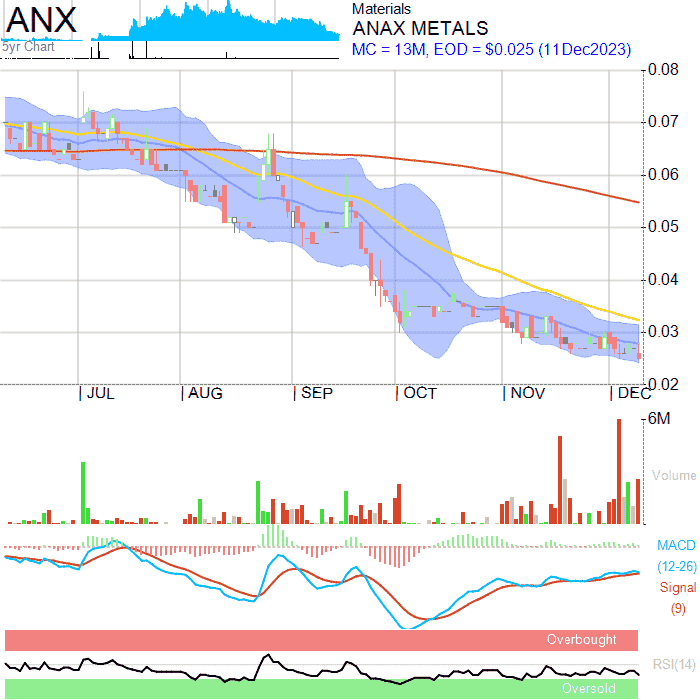 ANX
5yr Chart
Materials
ANAX METALS
MC = 13M, EOD = $0.025 (11Dec2023)
0.08
0.07
0.06
0.05
0.04
0.03
0.02
JUL
AUG
SEP
OCT
NOV
DEC
6M
Volume
MACD
(12-26)
Signal
(9)
Overbought
RSI(14)
Oversold